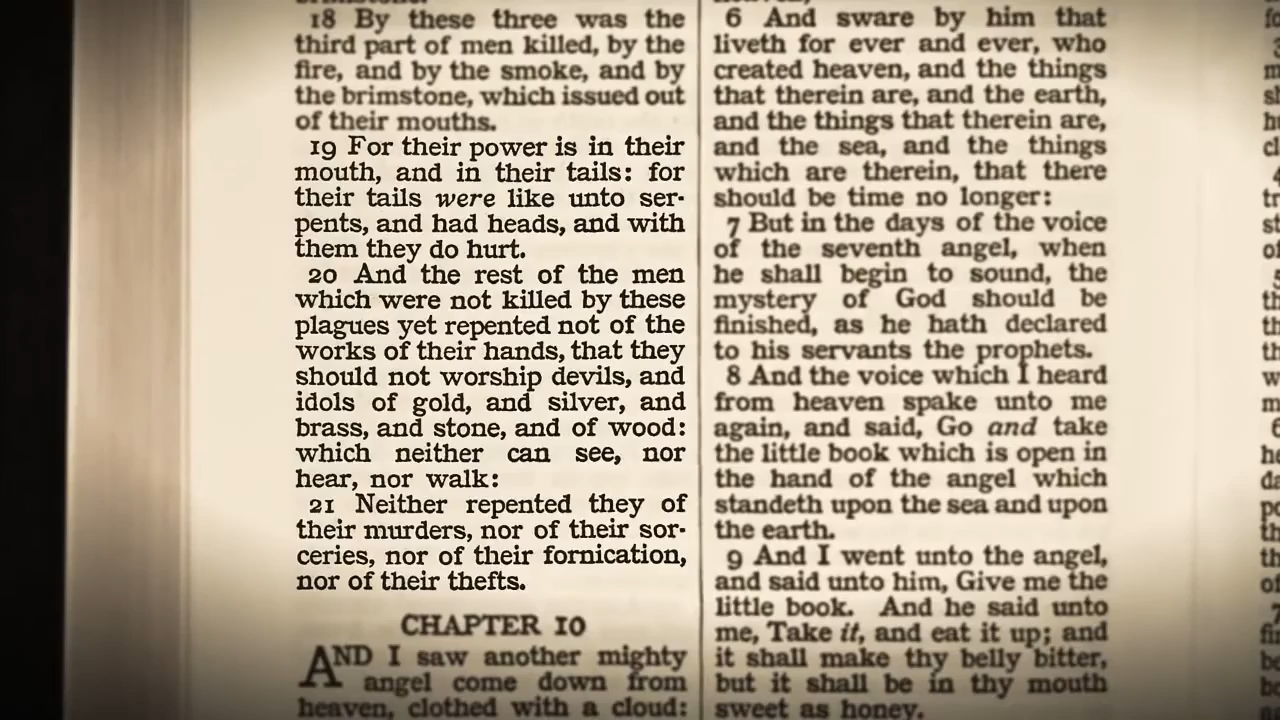 18 By these three was the
third part of men killed, by the
fire, and by the smoke, and by
the brimstone, which issued out
of their mouths.
19 For their power is in their
mouth, and in their tails: for
their tails were like unto ser-
pents, and had heads, and with
them they do hurt.
20 And the rest of the men
which were not killed by these
plagues yet repented not of the
works of their hands, that they
should not worship devils, and
idols of gold, and silver, and
brass, and stone, and of wood:
which neither can see, nor
hear, nor walk:
21 Neither repented they of
their murders, nor of their sor-
ceries, nor of their fornication,
nor of their thefts.
CHAPTER 10
AND I saw another mighty
angel come down from
heaven, clothed with a cloud:
6 And sware by him that
liveth for ever and ever, who
created heaven, and the things
that therein are, and the earth,
and the things that therein are,
and the sea, and the things
which are therein, that there
should be time no longer:
7 But in the days of the voice
of the seventh angel, when
he shall begin to sound, the
mystery of God should be
finished, as he hath declared
to his servants the prophets.
8 And the voice which I heard
from heaven spake unto me
again, and said, Go and take
the little book which is open in
the hand of the angel which
standeth upon the sea and upon
the earth.
9 And I went unto the angel,
and said unto him, Give me the
little book. And he said unto
me, Take it, and eat it up; and
it shall make thy belly bitter,
but it shall be in thy mouth
sweet as honey.